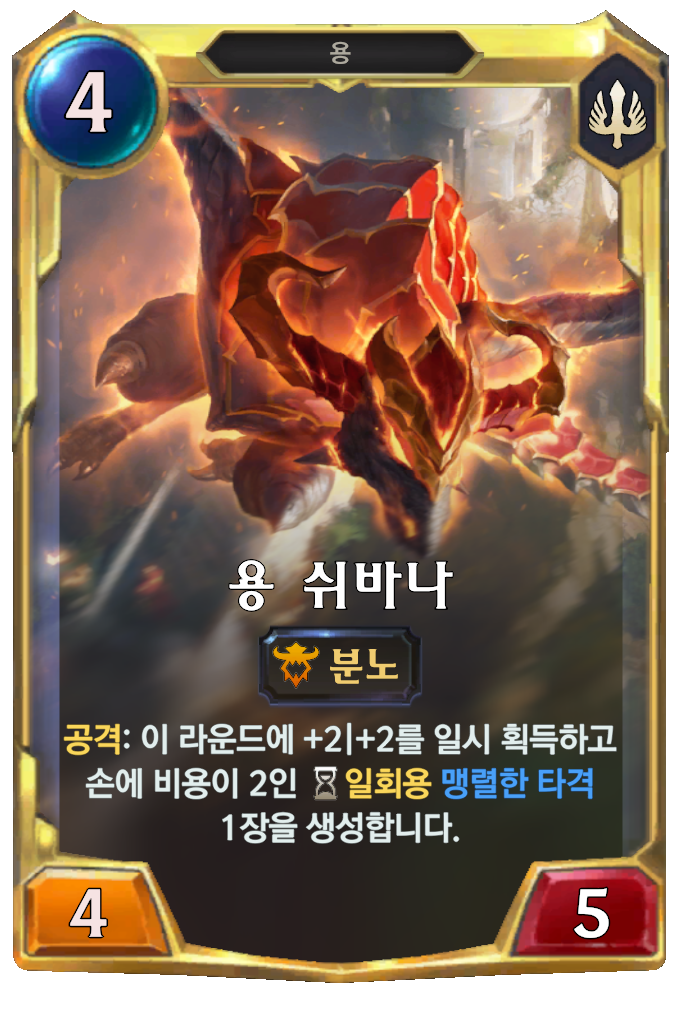 용
4
용 쉬바나
분노
공격: 이 라운드에 +2|+2를 일시 획득하고
손에 비용이 2인 일회용 맹렬한 타격
1장을 생성합니다.
4
5